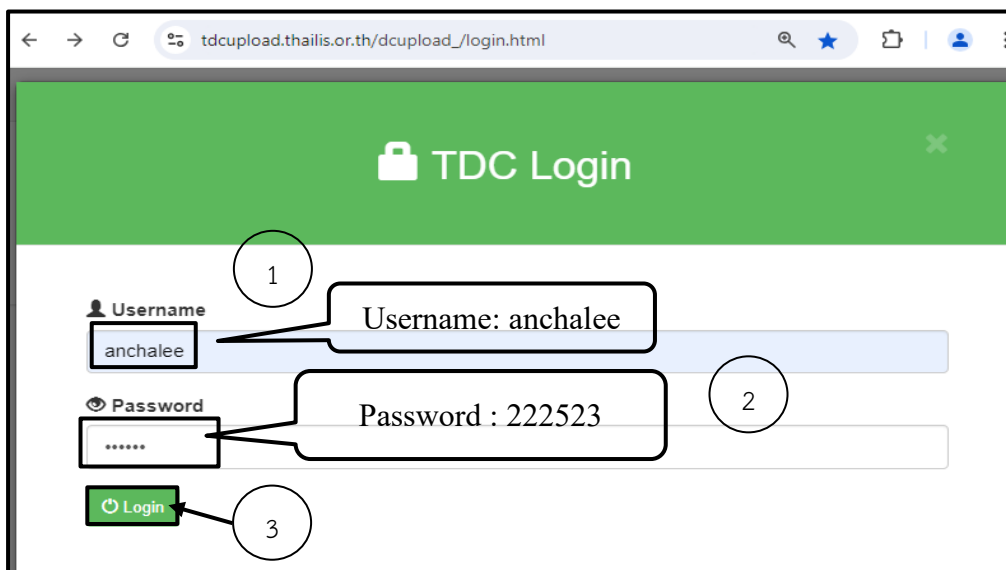 tdcupload.thailis.or.th/dcupload_/login.html
TDC Login
1
Username
Username: anchalee
anchalee
2
Password
Password : 222523
••••••
Login
3